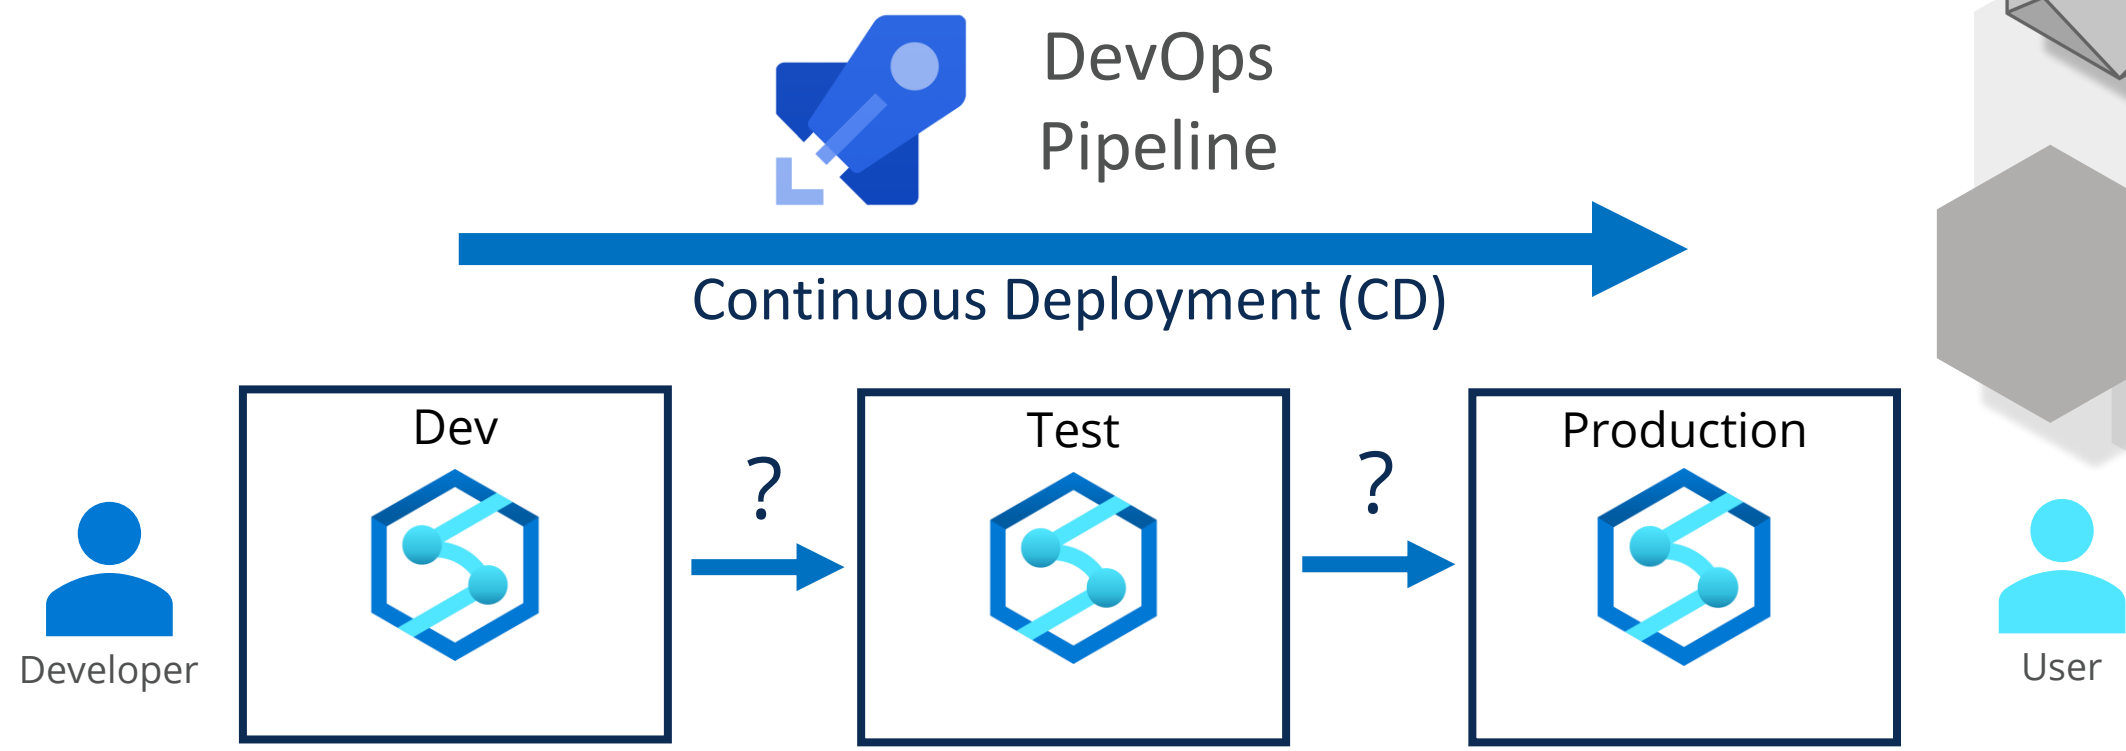 DevOps
Pipeline
Continuous Deployment (CD)
Dev
?
Test
?
Production
Developer
User